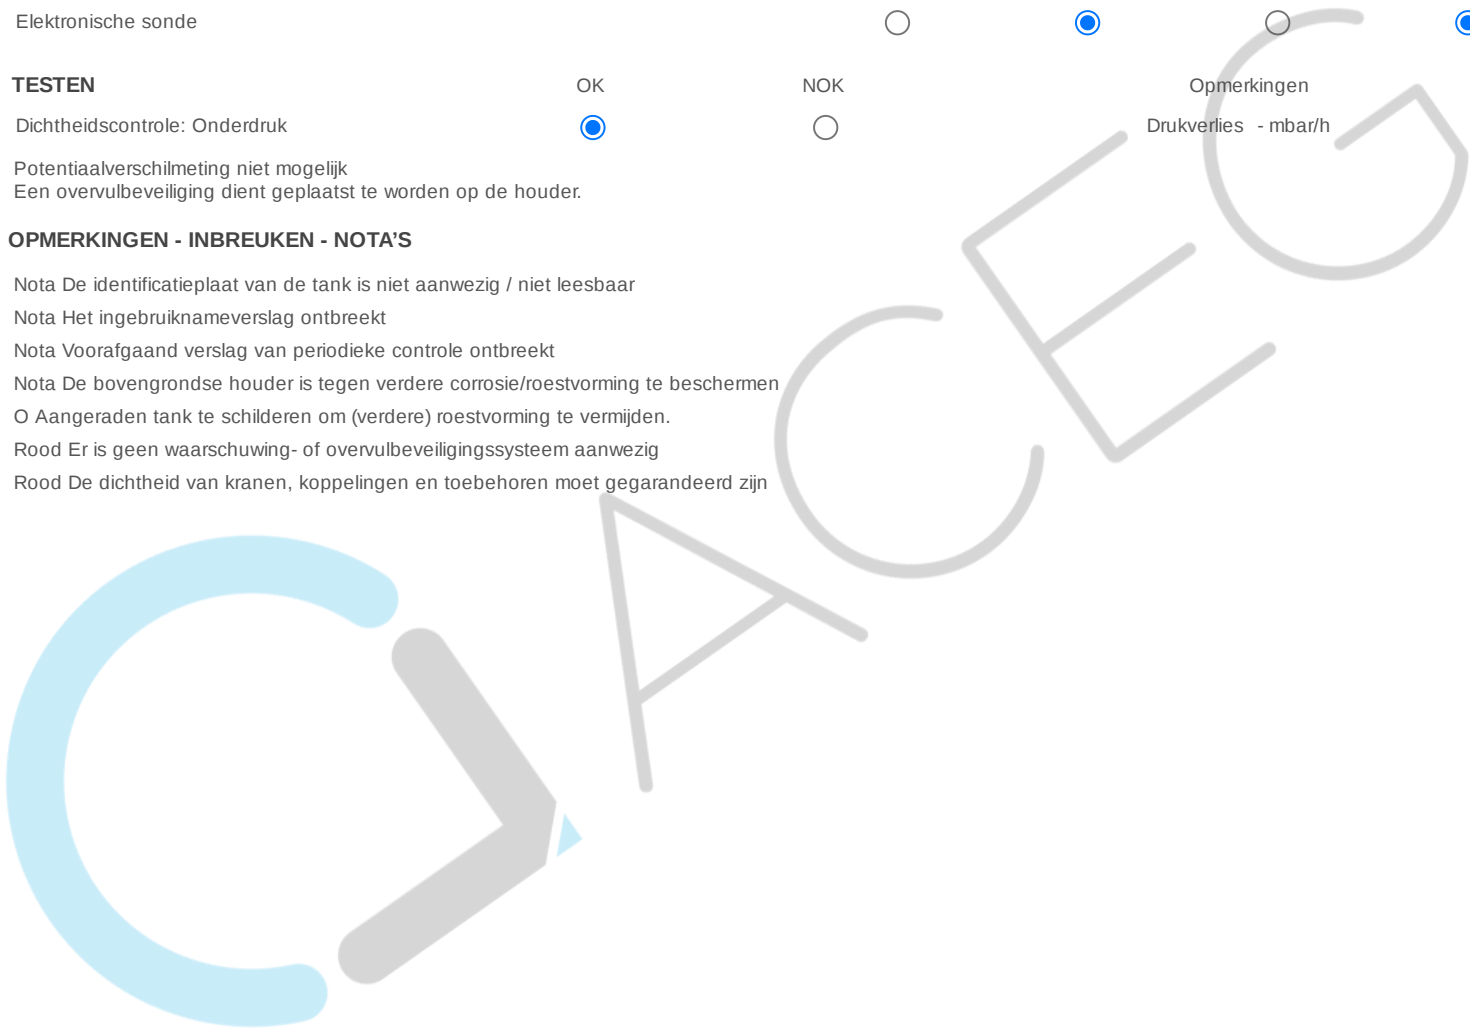 Elektronische sonde
TESTEN OK NOK Opmerkingen
Dichtheidscontrole: Onderdruk Drukverlies - mbar/h
Potentiaalverschilmeting niet mogelijk
Een overvulbeveiliging dient geplaatst te worden op de houder.
OPMERKINGEN - INBREUKEN - NOTA’S
Nota De identificatieplaat van de tank is niet aanwezig / niet leesbaar
Nota Het ingebruiknameverslag ontbreekt
Nota Voorafgaand verslag van periodieke controle ontbreekt
Nota De bovengrondse houder is tegen verdere corrosie/roestvorming te beschermen
O Aangeraden tank te schilderen om (verdere) roestvorming te vermijden.
Rood Er is geen waarschuwing- of overvulbeveiligingssysteem aanwezig
Rood De dichtheid van kranen, koppelingen en toebehoren moet gegarandeerd zijn
ACEG